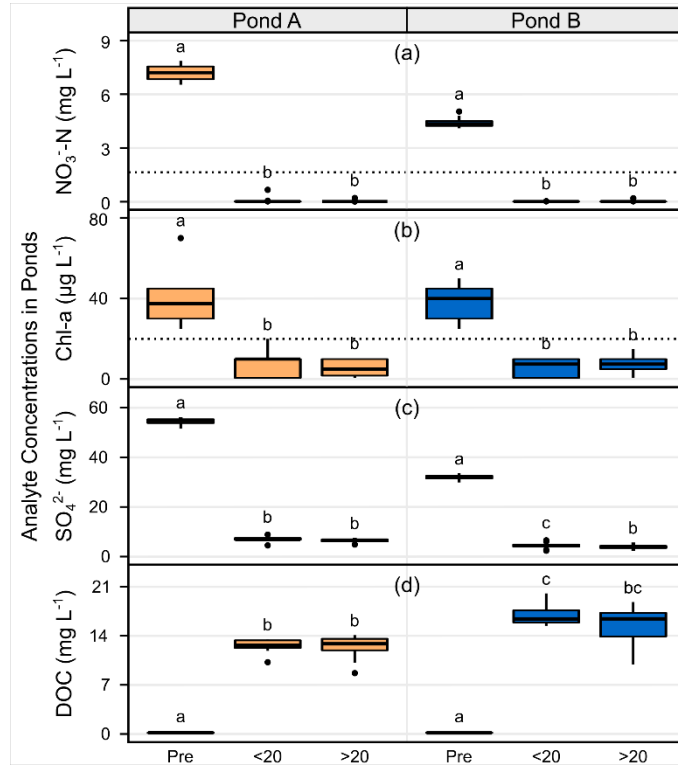 Pond A Pond B
Analyte Concentrations in Ponds
NO₃⁻-N (mg L⁻¹)
9
6
3
0
(a)
a
b
b
a
b
b
Chl-a (µg L⁻¹)
80
40
0
(b)
a
b
b
a
b
b
SO₄²⁻ (mg L⁻¹)
60
40
20
0
(c)
a
b
b
a
c
b
DOC (mg L⁻¹)
21
14
7
0
(d)
a
b
b
a
c
bc
Pre <20 >20 Pre <20 >20